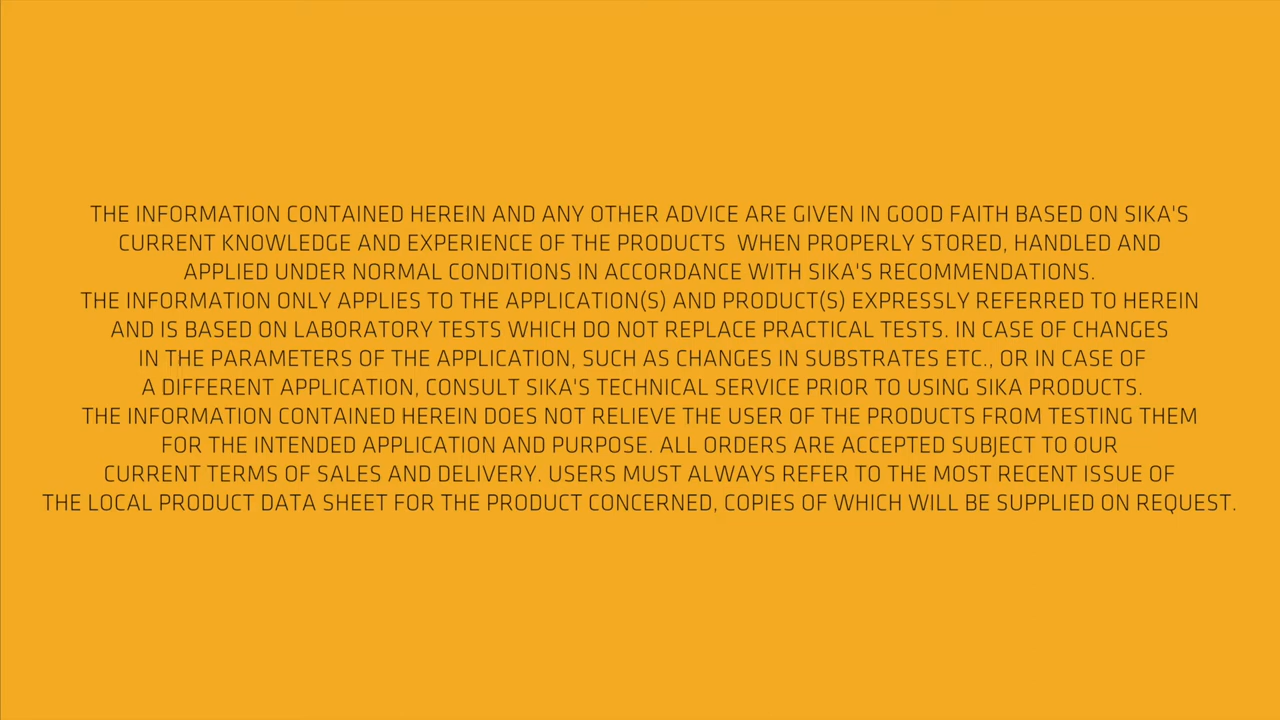 THE INFORMATION CONTAINED HEREIN AND ANY OTHER ADVICE ARE GIVEN IN GOOD FAITH BASED ON SIKA'S
CURRENT KNOWLEDGE AND EXPERIENCE OF THE PRODUCTS  WHEN PROPERLY STORED, HANDLED AND
APPLIED UNDER NORMAL CONDITIONS IN ACCORDANCE WITH SIKA'S RECOMMENDATIONS.
THE INFORMATION ONLY APPLIES TO THE APPLICATION(S) AND PRODUCT(S) EXPRESSLY REFERRED TO HEREIN
AND IS BASED ON LABORATORY TESTS WHICH DO NOT REPLACE PRACTICAL TESTS. IN CASE OF CHANGES
IN THE PARAMETERS OF THE APPLICATION, SUCH AS CHANGES IN SUBSTRATES ETC., OR IN CASE OF
A DIFFERENT APPLICATION, CONSULT SIKA'S TECHNICAL SERVICE PRIOR TO USING SIKA PRODUCTS.
THE INFORMATION CONTAINED HEREIN DOES NOT RELIEVE THE USER OF THE PRODUCTS FROM TESTING THEM
FOR THE INTENDED APPLICATION AND PURPOSE. ALL ORDERS ARE ACCEPTED SUBJECT TO OUR
CURRENT TERMS OF SALES AND DELIVERY. USERS MUST ALWAYS REFER TO THE MOST RECENT ISSUE OF
THE LOCAL PRODUCT DATA SHEET FOR THE PRODUCT CONCERNED, COPIES OF WHICH WILL BE SUPPLIED ON REQUEST.